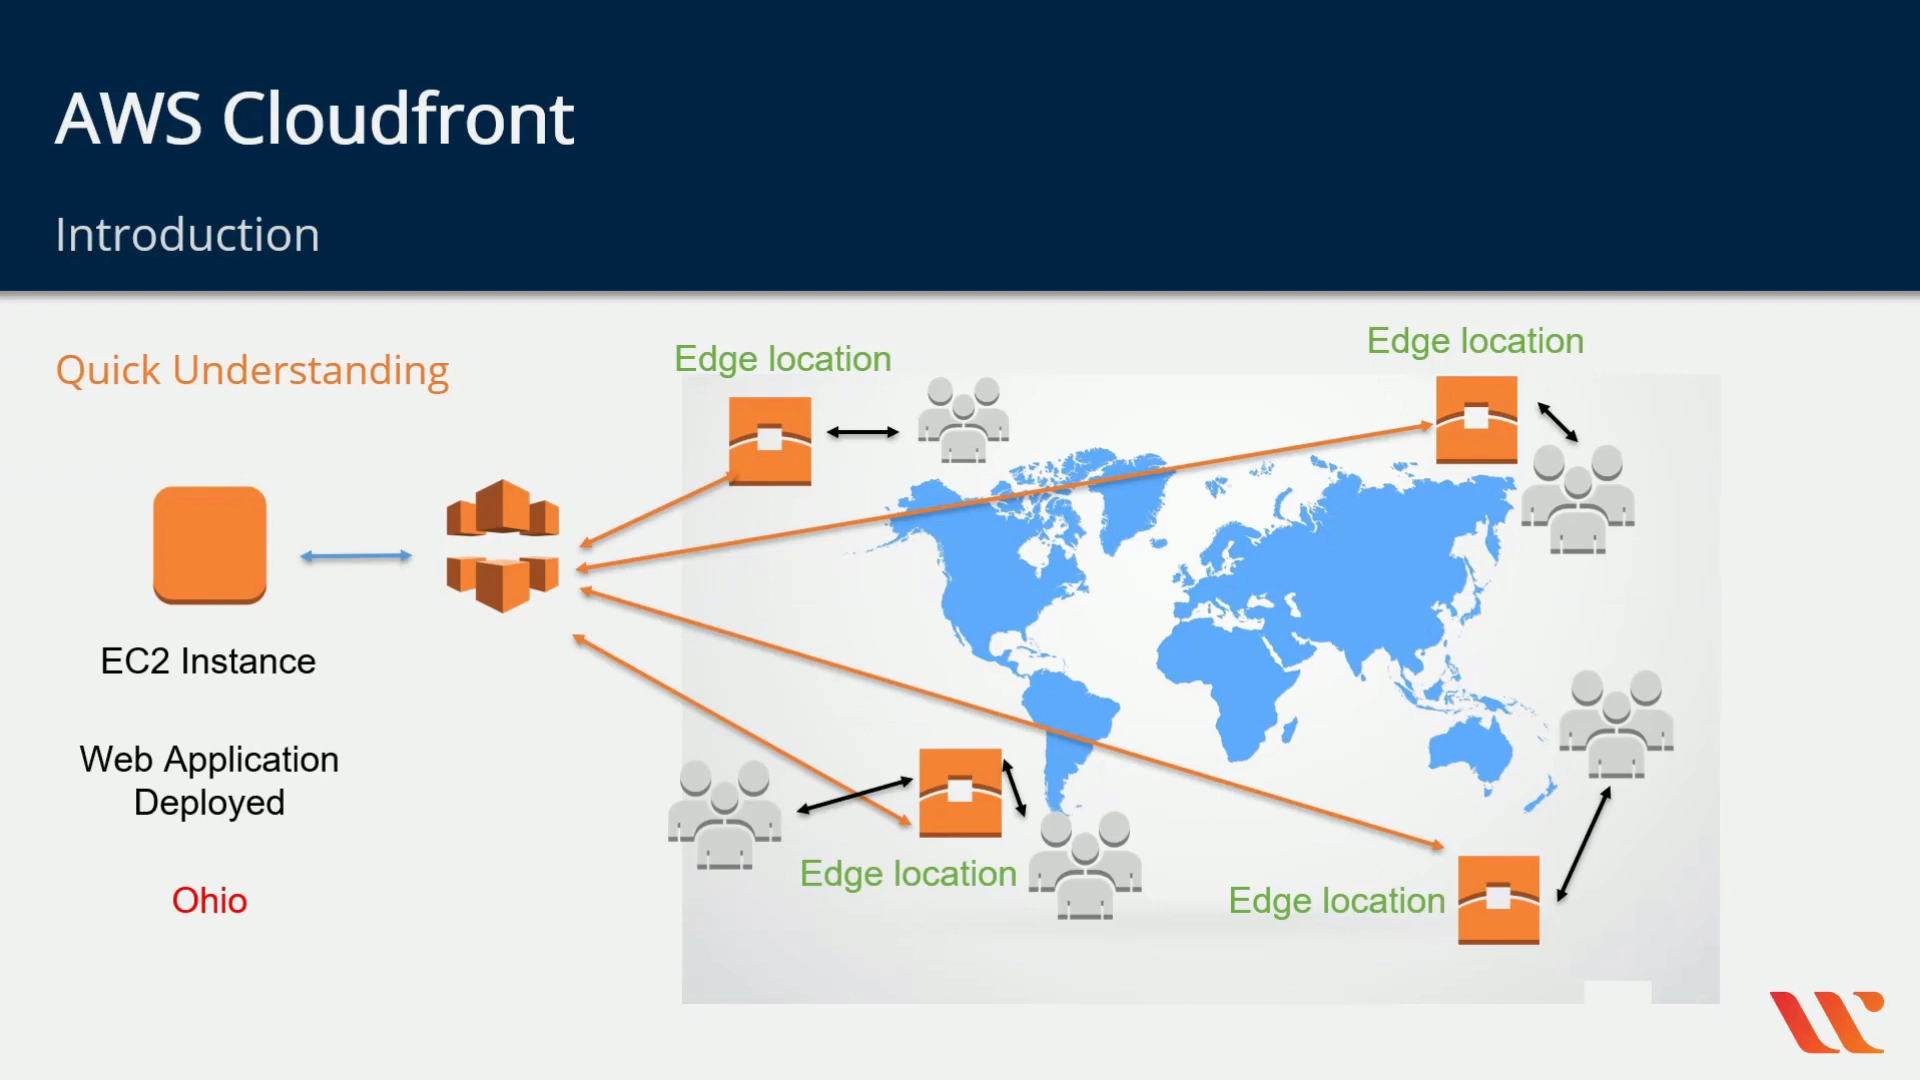 AWS Cloudfront
Introduction
Quick Understanding
Edge location
Edge location
EC2 Instance
Web Application
Deployed
Ohio
Edge location
Edge location